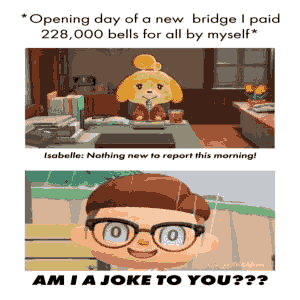 *Opening day of a new bridge I paid
228,000 bells for all by myself*
Isabelle: Nothing new to report this morning!
AM I A JOKE TO YOU???